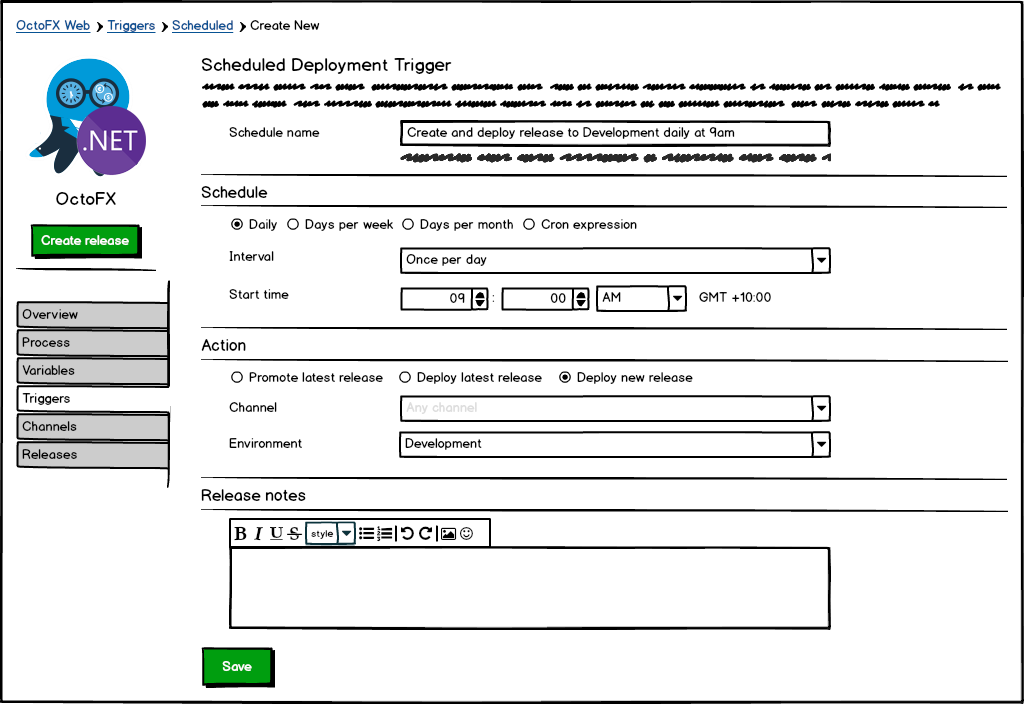 OctoFX Web Triggers Scheduled Create New
.NET
OctoFX
Create release
Overview
Process
Variables
Triggers
Channels
Releases
Scheduled Deployment Trigger
Schedule name Create and deploy release to Development daily at 9am
Schedule
Daily Days per week Days per month Cron expression
Interval Once per day
Start time 09 : 00 AM GMT +10:00
Action
Promote latest release Deploy latest release Deploy new release
Channel Any channel
Environment Development
Release notes
B I U S style
Save